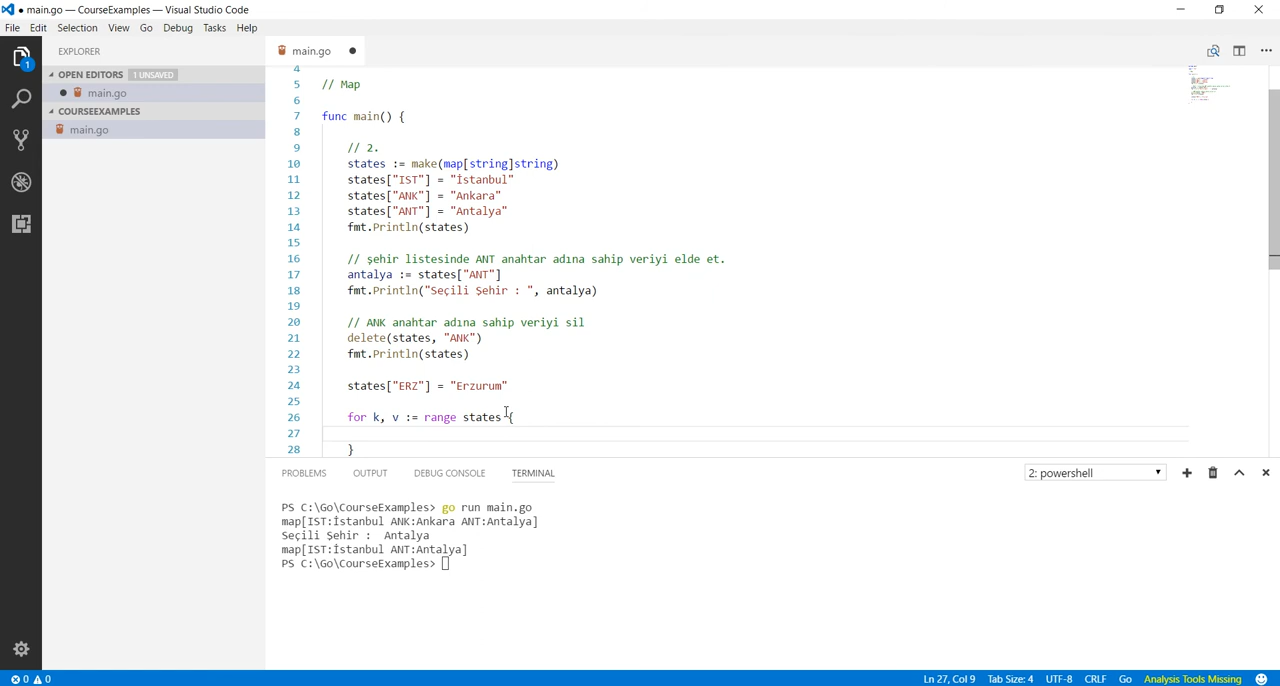 ● main.go — CourseExamples — Visual Studio Code
File Edit Selection View Go Debug Tasks Help
EXPLORER
main.go ●
OPEN EDITORS 1 UNSAVED
● main.go
COURSEEXAMPLES
main.go
1
4
5 // Map
6
7 func main() {
8
9 // 2.
10 states := make(map[string]string)
11 states["IST"] = "İstanbul"
12 states["ANK"] = "Ankara"
13 states["ANT"] = "Antalya"
14 fmt.Println(states)
15
16 // şehir listesinde ANT anahtar adına sahip veriyi elde et.
17 antalya := states["ANT"]
18 fmt.Println("Seçili Şehir : ", antalya)
19
20 // ANK anahtar adına sahip veriyi sil
21 delete(states, "ANK")
22 fmt.Println(states)
23
24 states["ERZ"] = "Erzurum"
25
26 for k, v := range states {
27
28 }
PROBLEMS OUTPUT DEBUG CONSOLE TERMINAL 2: powershell
PS C:\Go\CourseExamples> go run main.go
map[IST:İstanbul ANK:Ankara ANT:Antalya]
Seçili Şehir :  Antalya
map[IST:İstanbul ANT:Antalya]
PS C:\Go\CourseExamples>
0 0 Ln 27, Col 9 Tab Size: 4 UTF-8 CRLF Go Analysis Tools Missing